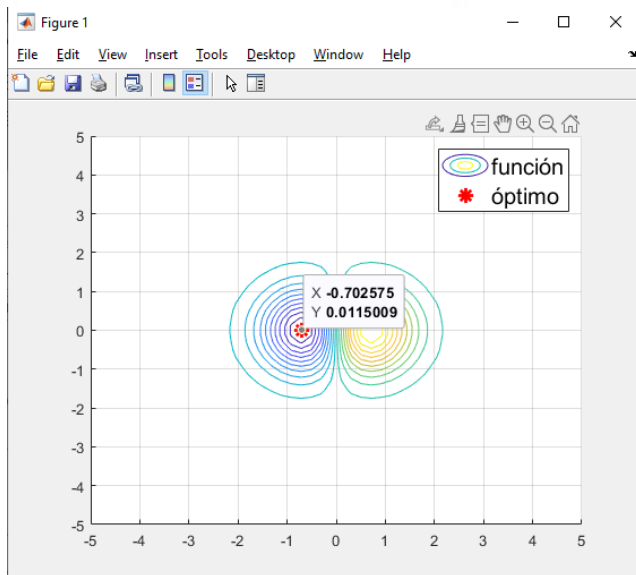 Figure 1
File Edit View Insert Tools Desktop Window Help
función
óptimo
X -0.702575
Y 0.0115009
5
4
3
2
1
0
-1
-2
-3
-4
-5
-5 -4 -3 -2 -1 0 1 2 3 4 5